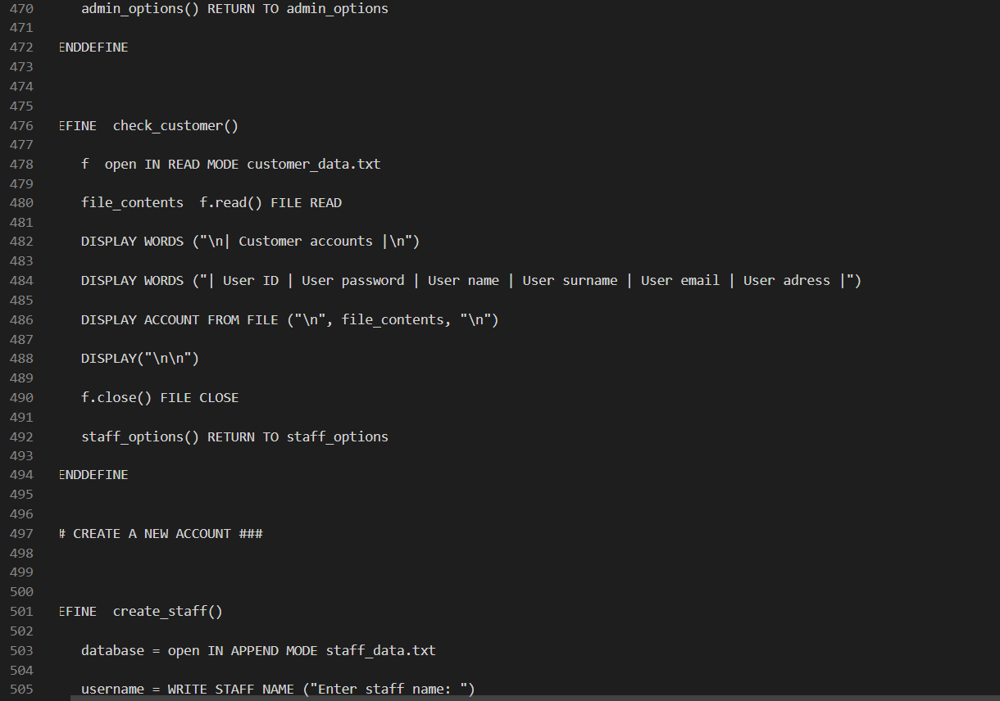 470 admin_options() RETURN TO admin_options
471
472 ENDDEFINE
473
474
475
476 EFINE  check_customer()
477
478 f  open IN READ MODE customer_data.txt
479
480 file_contents  f.read() FILE READ
481
482 DISPLAY WORDS ("\n| Customer accounts |\n")
483
484 DISPLAY WORDS ("| User ID | User password | User name | User surname | User email | User adress |")
485
486 DISPLAY ACCOUNT FROM FILE ("\n", file_contents, "\n")
487
488 DISPLAY("\n\n")
489
490 f.close() FILE CLOSE
491
492 staff_options() RETURN TO staff_options
493
494 ENDDEFINE
495
496
497 # CREATE A NEW ACCOUNT ###
498
499
500
501 EFINE  create_staff()
502
503 database = open IN APPEND MODE staff_data.txt
504
505 username = WRITE STAFF NAME ("Enter staff name: ")